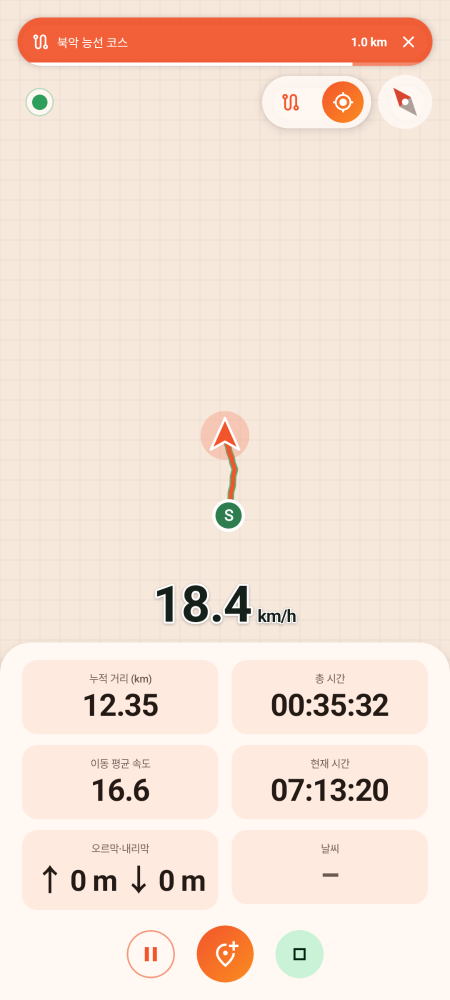 북악 능선 코스 1.0 km
S
18.4 km/h
누적 거리 (km)
12.35
총 시간
00:35:32
이동 평균 속도
16.6
현재 시간
07:13:20
오르막·내리막
↑ 0 m ↓ 0 m
날씨
–